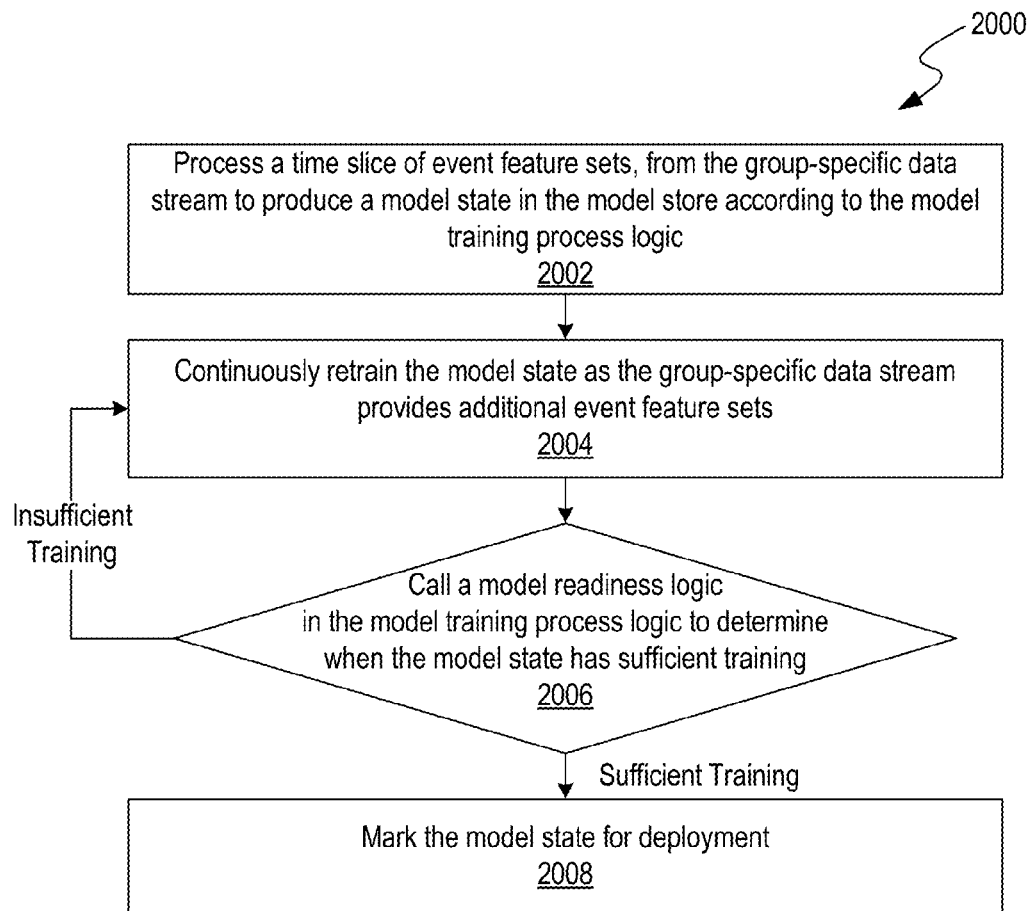 2000
Process a time slice of event feature sets, from the group-specific data
stream to produce a model state in the model store according to the model
training process logic
2002
Continuously retrain the model state as the group-specific data stream
provides additional event feature sets
2004
Insufficient
Training
Call a model readiness logic
in the model training process logic to determine
when the model state has sufficient training
2006
Sufficient Training
Mark the model state for deployment
2008